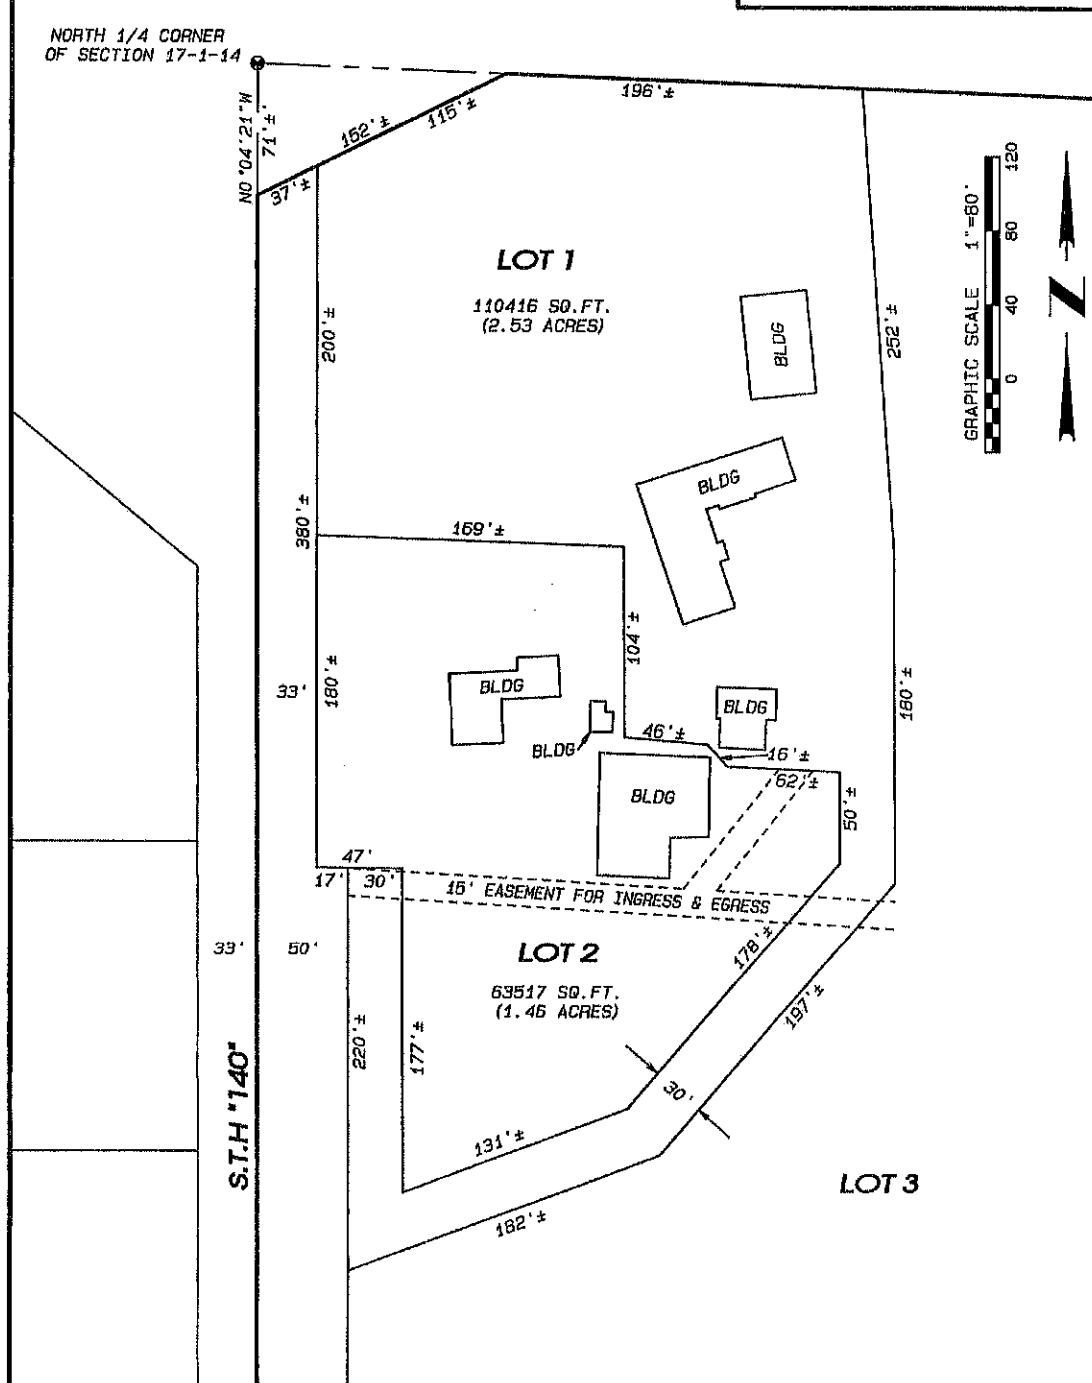 NORTH 1/4 CORNER
OF SECTION 17-1-14
N0°04'21"W
71'±
37'±
152'±
115'±
196'±
LOT 1
110416 SQ.FT.
(2.53 ACRES)
200'±
380'±
169'±
BLDG
BLDG
252'±
GRAPHIC SCALE 1"=80'
0
40
80
120
N
33'
180'±
BLDG
BLDG
104'±
46'±
BLDG
16'±
62'±
BLDG
50'±
180'±
47'
17'
30'
15' EASEMENT FOR INGRESS & EGRESS
33'
50'
LOT 2
63517 SQ.FT.
(1.46 ACRES)
178'±
197'±
220'±
177'±
S.T.H "140"
30'
131'±
182'±
LOT 3